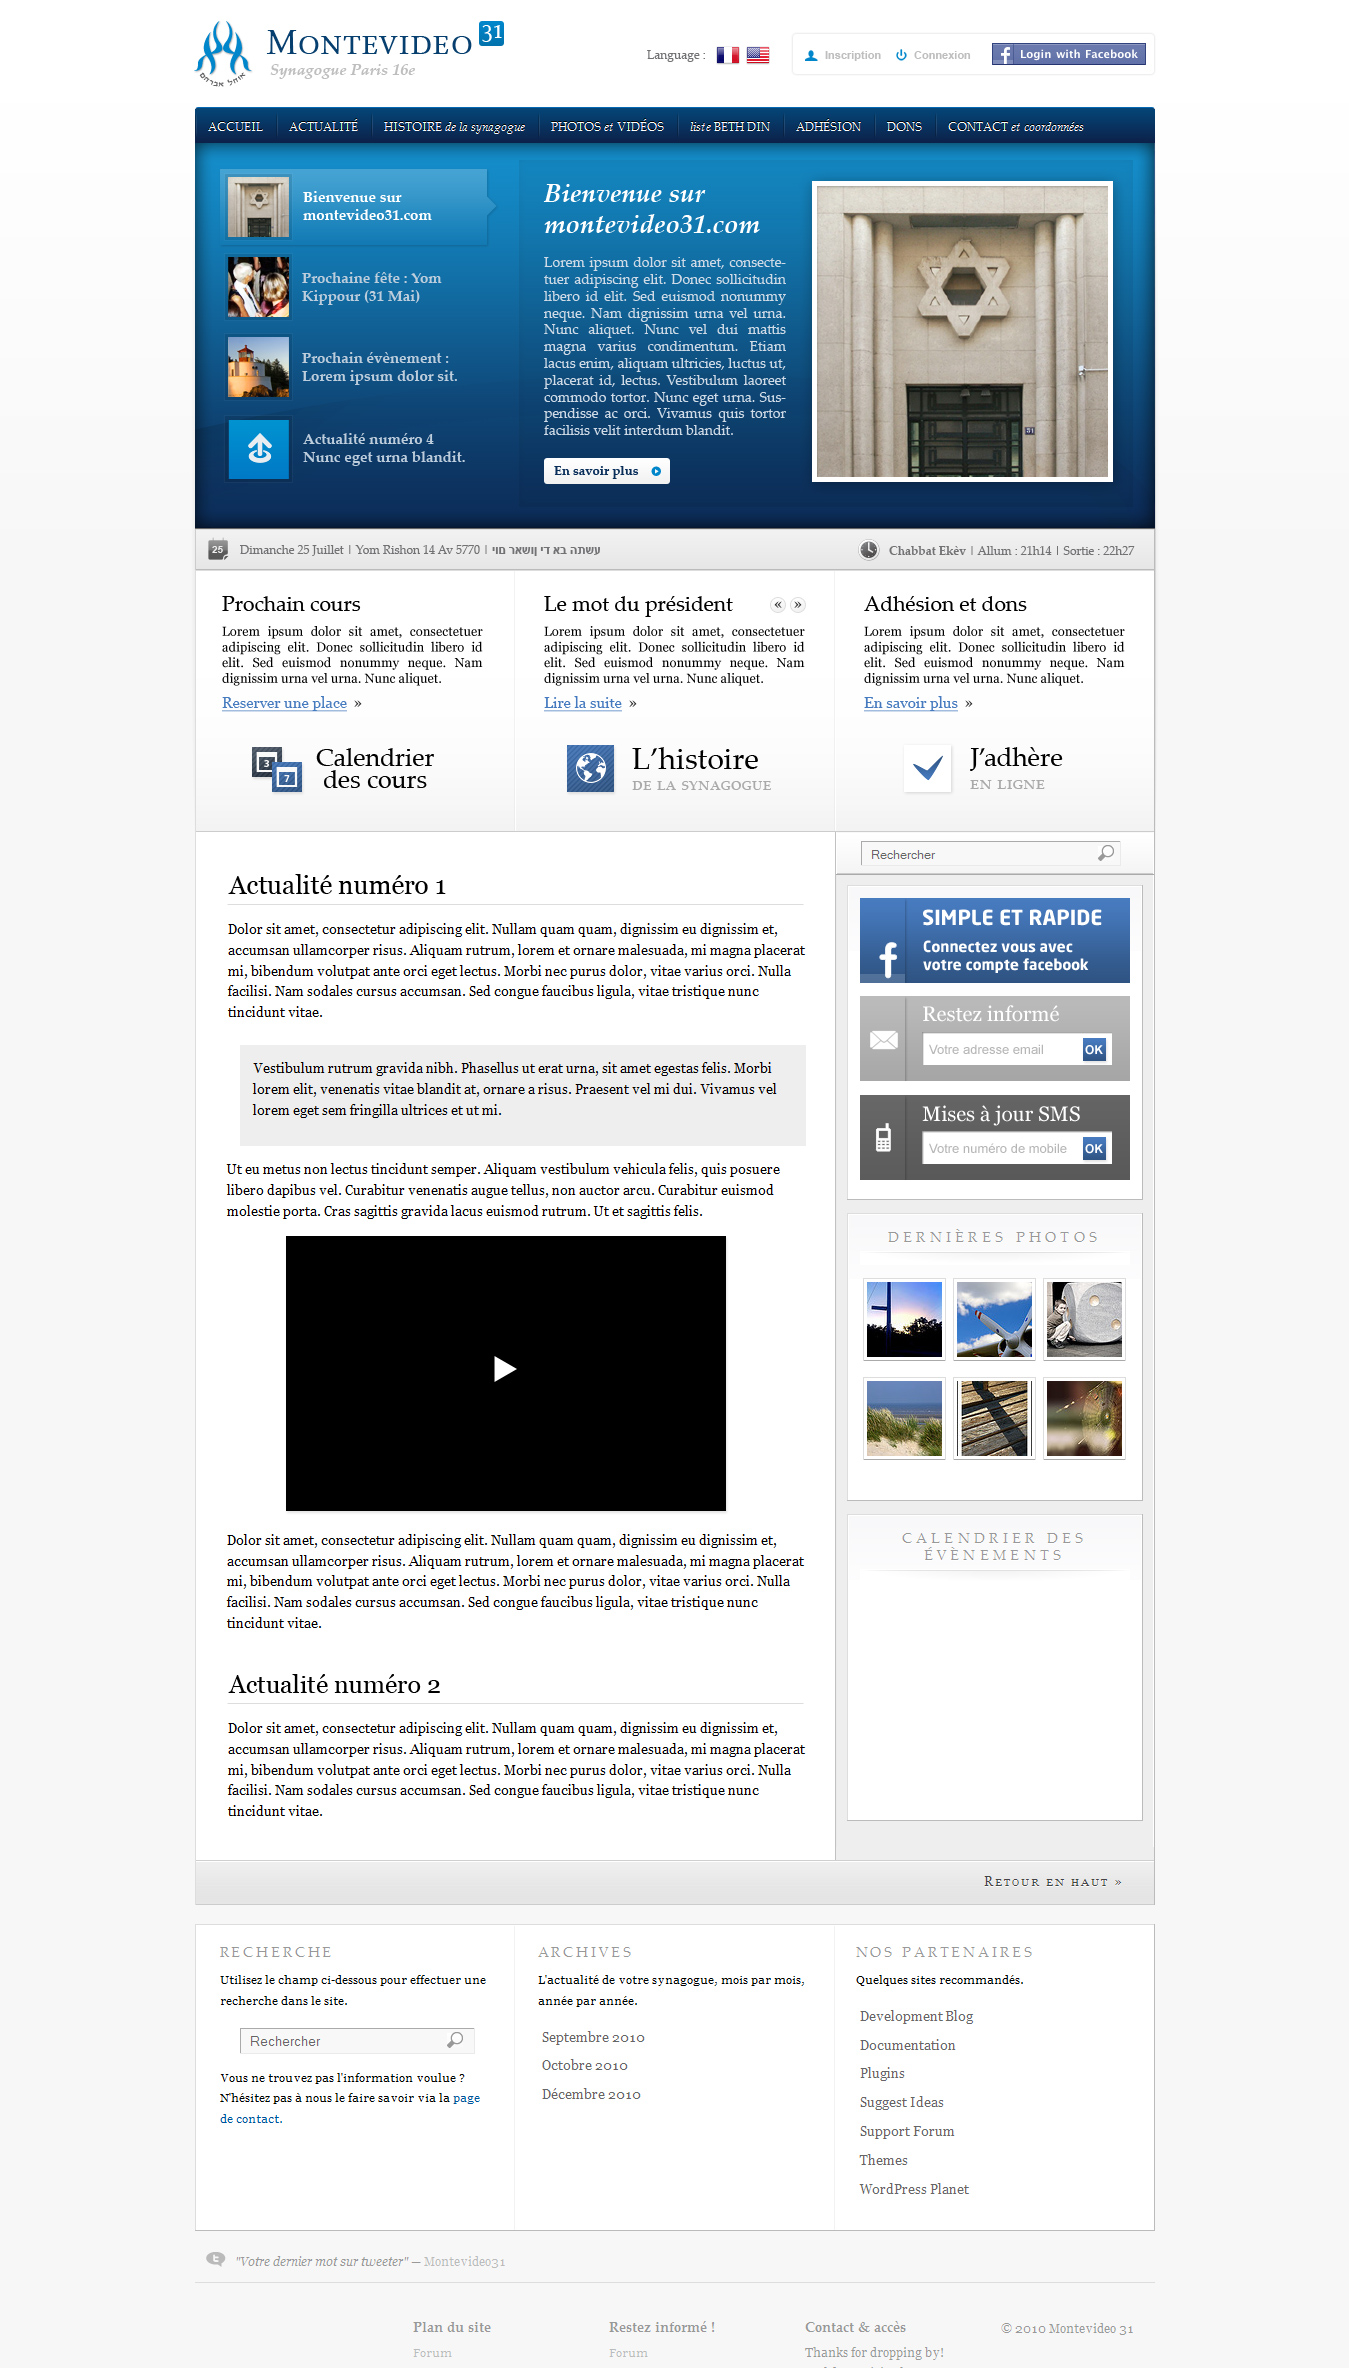 MONTEVIDEO 31
Synagogue Paris 16e
אוהל אברהם
Language :
Inscription
Connexion
Login with Facebook
ACCUEIL
ACTUALITÉ
HISTOIRE de la synagogue
PHOTOS et VIDÉOS
liste BETH DIN
ADHÉSION
DONS
CONTACT et coordonnées
Bienvenue sur
montevideo31.com
Prochaine fête : Yom
Kippour (31 Mai)
Prochain évènement :
Lorem ipsum dolor sit.
Actualité numéro 4
Nunc eget urna blandit.
Bienvenue sur
montevideo31.com
Lorem ipsum dolor sit amet, consecte-
tuer adipiscing elit. Donec sollicitudin
libero id elit. Sed euismod nonummy
neque. Nam dignissim urna vel urna.
Nunc aliquet. Nunc vel dui mattis
magna varius condimentum. Etiam
lacus enim, aliquam ultricies, luctus ut,
placerat id, lectus. Vestibulum laoreet
commodo tortor. Nunc eget urna. Sus-
pendisse ac orci. Vivamus quis tortor
facilisis velit interdum blandit.
En savoir plus
31
25 Dimanche 25 Juillet | Yom Rishon 14 Av 5770 | םוי ןושאר די בא עשתה
Chabbat Ekèv | Allum : 21h14 | Sortie : 22h27
Prochain cours
Lorem ipsum dolor sit amet, consectetuer
adipiscing elit. Donec sollicitudin libero id
elit. Sed euismod nonummy neque. Nam
dignissim urna vel urna. Nunc aliquet.
Reserver une place »
3 7
Calendrier
des cours
Le mot du président « »
Lorem ipsum dolor sit amet, consectetuer
adipiscing elit. Donec sollicitudin libero id
elit. Sed euismod nonummy neque. Nam
dignissim urna vel urna. Nunc aliquet.
Lire la suite »
L'histoire
DE LA SYNAGOGUE
Adhésion et dons
Lorem ipsum dolor sit amet, consectetuer
adipiscing elit. Donec sollicitudin libero id
elit. Sed euismod nonummy neque. Nam
dignissim urna vel urna. Nunc aliquet.
En savoir plus »
J'adhère
EN LIGNE
Actualité numéro 1
Dolor sit amet, consectetur adipiscing elit. Nullam quam quam, dignissim eu dignissim et,
accumsan ullamcorper risus. Aliquam rutrum, lorem et ornare malesuada, mi magna placerat
mi, bibendum volutpat ante orci eget lectus. Morbi nec purus dolor, vitae varius orci. Nulla
facilisi. Nam sodales cursus accumsan. Sed congue faucibus ligula, vitae tristique nunc
tincidunt vitae.
Vestibulum rutrum gravida nibh. Phasellus ut erat urna, sit amet egestas felis. Morbi
lorem elit, venenatis vitae blandit at, ornare a risus. Praesent vel mi dui. Vivamus vel
lorem eget sem fringilla ultrices et ut mi.
Ut eu metus non lectus tincidunt semper. Aliquam vestibulum vehicula felis, quis posuere
libero dapibus vel. Curabitur venenatis augue tellus, non auctor arcu. Curabitur euismod
molestie porta. Cras sagittis gravida lacus euismod rutrum. Ut et sagittis felis.
Dolor sit amet, consectetur adipiscing elit. Nullam quam quam, dignissim eu dignissim et,
accumsan ullamcorper risus. Aliquam rutrum, lorem et ornare malesuada, mi magna placerat
mi, bibendum volutpat ante orci eget lectus. Morbi nec purus dolor, vitae varius orci. Nulla
facilisi. Nam sodales cursus accumsan. Sed congue faucibus ligula, vitae tristique nunc
tincidunt vitae.
Actualité numéro 2
Dolor sit amet, consectetur adipiscing elit. Nullam quam quam, dignissim eu dignissim et,
accumsan ullamcorper risus. Aliquam rutrum, lorem et ornare malesuada, mi magna placerat
mi, bibendum volutpat ante orci eget lectus. Morbi nec purus dolor, vitae varius orci. Nulla
facilisi. Nam sodales cursus accumsan. Sed congue faucibus ligula, vitae tristique nunc
tincidunt vitae.
Rechercher
SIMPLE ET RAPIDE
Connectez vous avec
votre compte facebook
Restez informé
Votre adresse email OK
Mises à jour SMS
Votre numéro de mobile OK
DERNIÈRES PHOTOS
CALENDRIER DES
ÉVÈNEMENTS
RETOUR EN HAUT »
RECHERCHE
Utilisez le champ ci-dessous pour effectuer une
recherche dans le site.
Rechercher
Vous ne trouvez pas l'information voulue ?
N'hésitez pas à nous le faire savoir via la page
de contact.
ARCHIVES
L'actualité de votre synagogue, mois par mois,
année par année.
Septembre 2010
Octobre 2010
Décembre 2010
NOS PARTENAIRES
Quelques sites recommandés.
Development Blog
Documentation
Plugins
Suggest Ideas
Support Forum
Themes
WordPress Planet
"Votre dernier mot sur tweeter" — Montevideo31
Plan du site
Forum
Restez informé !
Forum
Contact & accès
Thanks for dropping by!
© 2010 Montevideo 31